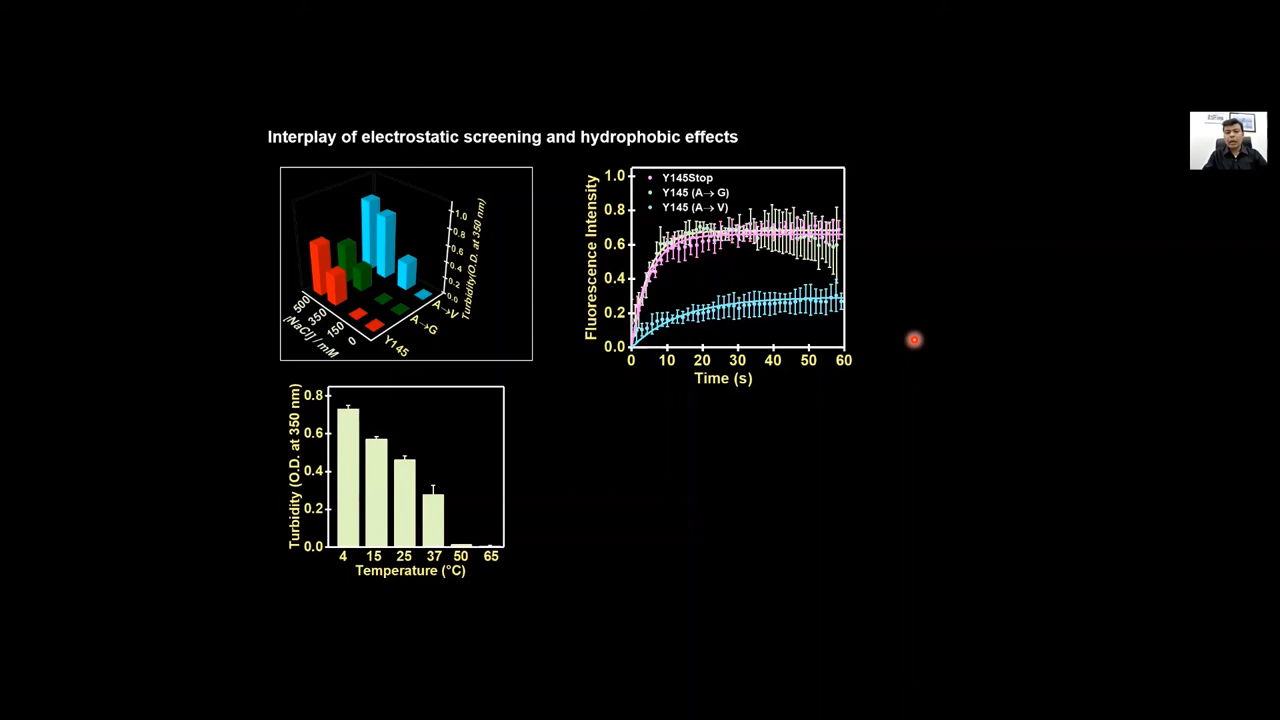 Interplay of electrostatic screening and hydrophobic effects
1.0
0.8
0.6
0.4
0.2
0.0
Turbidity(O.D. at 350 nm)
500
350
150
0
[NaCl] / mM
A→V
A→G
Y145
Fluorescence Intensity
1.0
0.8
0.6
0.4
0.2
0.0
Y145Stop
Y145 (A→ G)
Y145 (A→ V)
0 10 20 30 40 50 60
Time (s)
Turbidity (O.D. at 350 nm)
0.8
0.6
0.4
0.2
0.0
4 15 25 37 50 65
Temperature (°C)